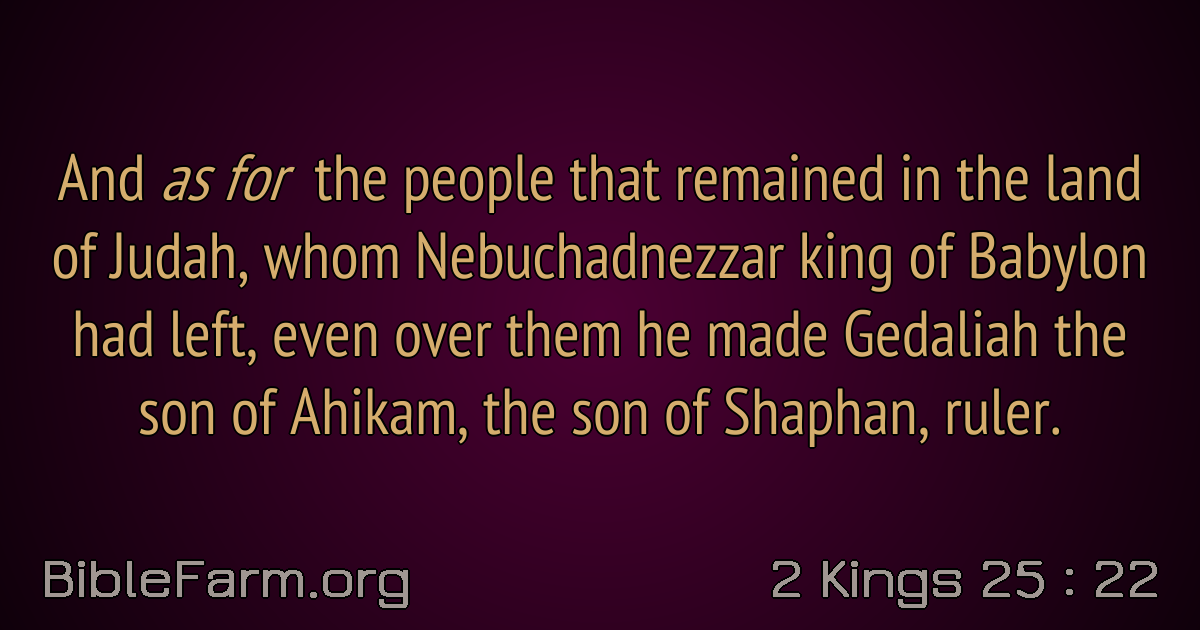 And as for the people that remained in the land
of Judah, whom Nebuchadnezzar king of Babylon
had left, even over them he made Gedaliah the
son of Ahikam, the son of Shaphan, ruler.
BibleFarm.org
2 Kings 25 : 22